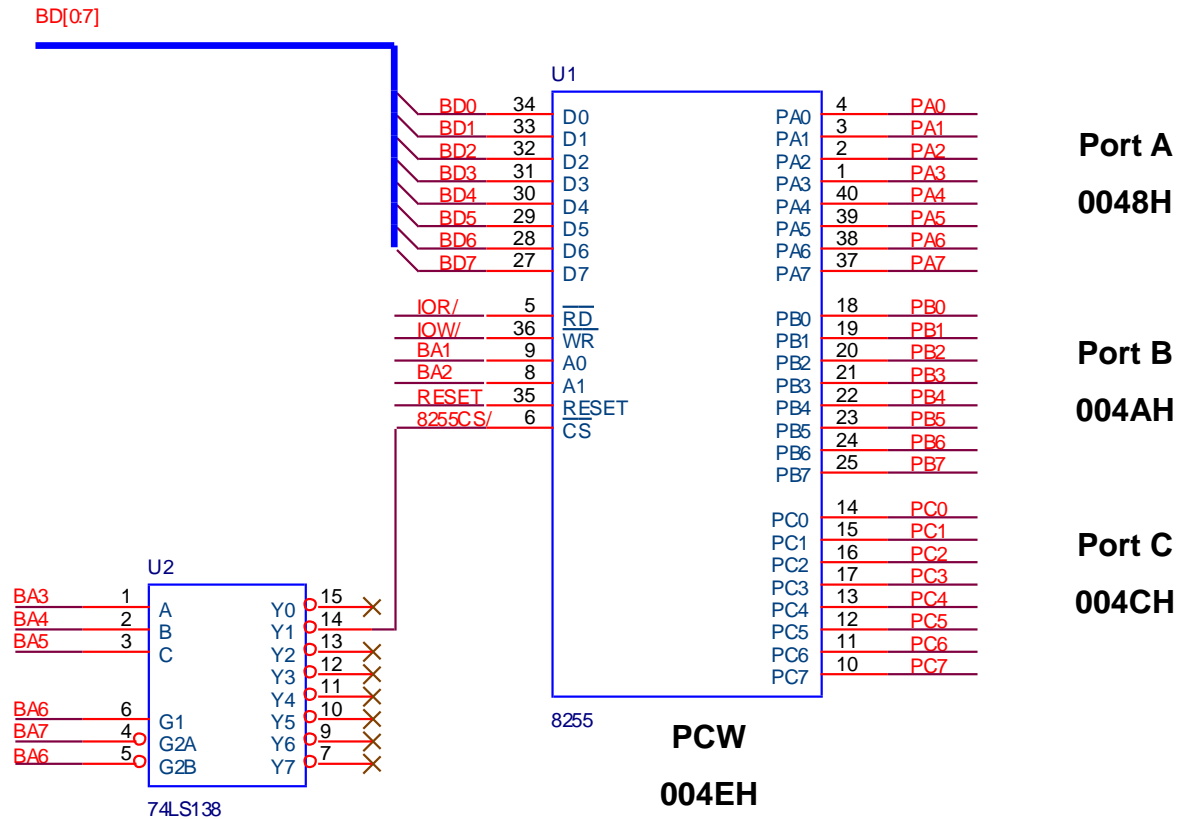 BD[0:7]
U1
BD0 34 D0 PA0 4 PA0
BD1 33 D1 PA1 3 PA1
BD2 32 D2 PA2 2 PA2
BD3 31 D3 PA3 1 PA3
BD4 30 D4 PA4 40 PA4
BD5 29 D5 PA5 39 PA5
BD6 28 D6 PA6 38 PA6
BD7 27 D7 PA7 37 PA7
Port A
0048H
IOR/ 5 RD PB0 18 PB0
IOW/ 36 WR PB1 19 PB1
BA1 9 A0 PB2 20 PB2
BA2 8 A1 PB3 21 PB3
RESET 35 RESET PB4 22 PB4
8255CS/ 6 CS PB5 23 PB5
PB6 24 PB6
PB7 25 PB7
Port B
004AH
PC0 14 PC0
PC1 15 PC1
PC2 16 PC2
PC3 17 PC3
PC4 13 PC4
PC5 12 PC5
PC6 11 PC6
PC7 10 PC7
Port C
004CH
8255
PCW
004EH
U2
BA3 1 A Y0 15
BA4 2 B Y1 14
BA5 3 C Y2 13
Y3 12
Y4 11
BA6 6 G1 Y5 10
BA7 4 G2A Y6 9
BA6 5 G2B Y7 7
74LS138